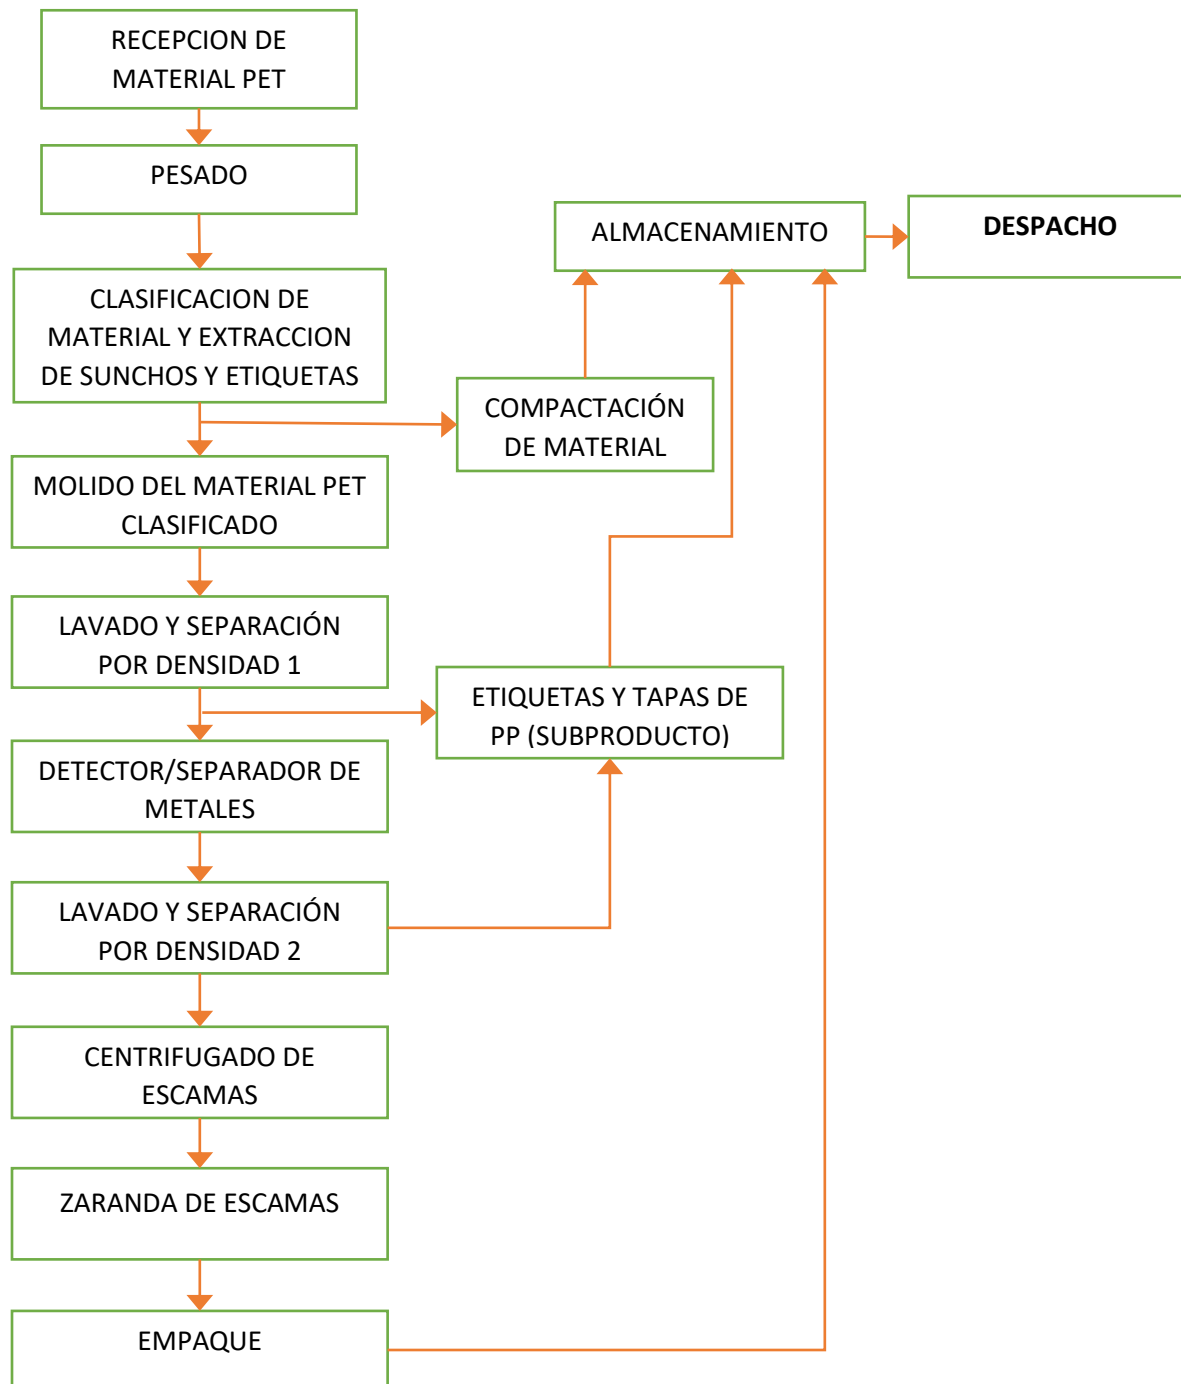 RECEPCION DE
MATERIAL PET
PESADO
ALMACENAMIENTO
DESPACHO
CLASIFICACION DE
MATERIAL Y EXTRACCION
DE SUNCHOS Y ETIQUETAS
COMPACTACIÓN
DE MATERIAL
MOLIDO DEL MATERIAL PET
CLASIFICADO
LAVADO Y SEPARACIÓN
POR DENSIDAD 1
ETIQUETAS Y TAPAS DE
PP (SUBPRODUCTO)
DETECTOR/SEPARADOR DE
METALES
LAVADO Y SEPARACIÓN
POR DENSIDAD 2
CENTRIFUGADO DE
ESCAMAS
ZARANDA DE ESCAMAS
EMPAQUE